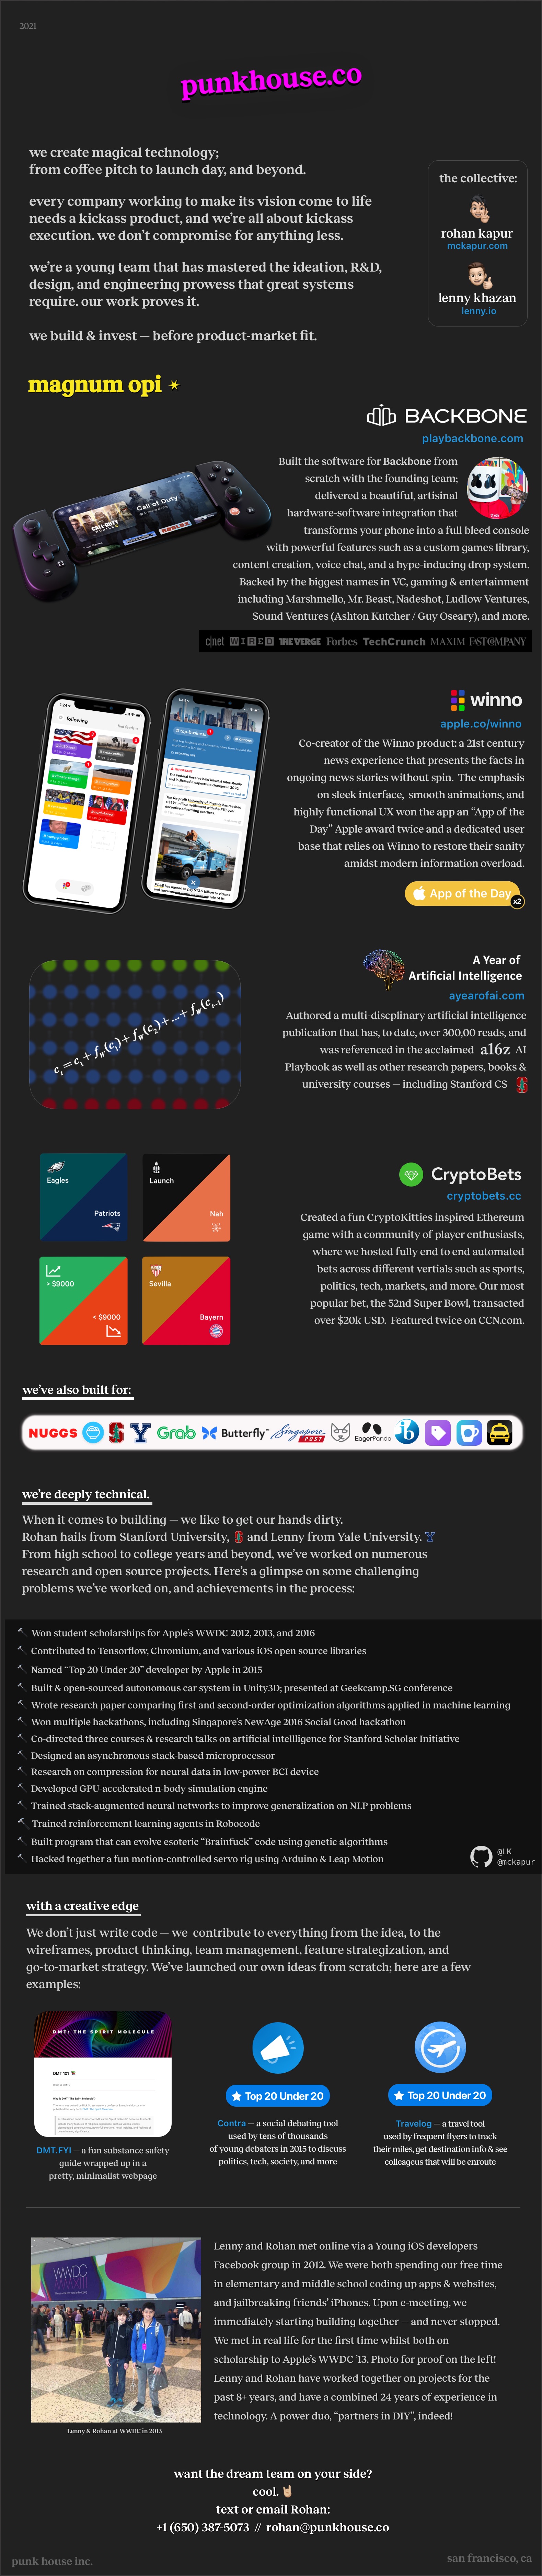 2021
punkhouse.co
we create magical technology;
from coffee pitch to launch day, and beyond.
every company working to make its vision come to life
needs a kickass product, and we're all about kickass
execution. we don't compromise for anything less.
we're a young team that has mastered the ideation, R&D,
design, and engineering prowess that great systems
require. our work proves it.
we build & invest — before product-market fit.
the collective:
rohan kapur
mckapur.com
lenny khazan
lenny.io
magnum opi
BACKBONE
playbackbone.com
Call of Duty
ROBLOX
Built the software for Backbone from
scratch with the founding team;
delivered a beautiful, artisinal
hardware-software integration that
transforms your phone into a full bleed console
with powerful features such as a custom games library,
content creation, voice chat, and a hype-inducing drop system.
Backed by the biggest names in VC, gaming & entertainment
including Marshmello, Mr. Beast, Nadeshot, Ludlow Ventures,
Sound Ventures (Ashton Kutcher / Guy Oseary), and more.
c|net WIRED THE VERGE Forbes TechCrunch MAXIM FAST COMPANY
winno
apple.co/winno
following
Co-creator of the Winno product: a 21st century
news experience that presents the facts in
ongoing news stories without spin. The emphasis
on sleek interface, smooth animations, and
highly functional UX won the app an "App of the
Day" Apple award twice and a dedicated user
base that relies on Winno to restore their sanity
amidst modern information overload.
App of the Day
x2
A Year of
Artificial Intelligence
ayearofai.com
Authored a multi-discplinary artificial intelligence
publication that has, to date, over 300,00 reads, and
was referenced in the acclaimed a16z AI
Playbook as well as other research papers, books &
university courses — including Stanford CS
Eagles
Patriots
Launch
Nah
> $9000
< $9000
Sevilla
Bayern
CryptoBets
cryptobets.cc
Created a fun CryptoKitties inspired Ethereum
game with a community of player enthusiasts,
where we hosted fully end to end automated
bets across different vertials such as sports,
politics, tech, markets, and more. Our most
popular bet, the 52nd Super Bowl, transacted
over $20k USD. Featured twice on CCN.com.
we've also built for:
NUGGS S Y Grab Butterfly Singapore POST EagerPanda ib
we're deeply technical.
When it comes to building — we like to get our hands dirty.
Rohan hails from Stanford University, and Lenny from Yale University.
From high school to college years and beyond, we've worked on numerous
research and open source projects. Here's a glimpse on some challenging
problems we've worked on, and achievements in the process:
Won student scholarships for Apple's WWDC 2012, 2013, and 2016
Contributed to Tensorflow, Chromium, and various iOS open source libraries
Named "Top 20 Under 20" developer by Apple in 2015
Built & open-sourced autonomous car system in Unity3D; presented at Geekcamp.SG conference
Wrote research paper comparing first and second-order optimization algorithms applied in machine learning
Won multiple hackathons, including Singapore's NewAge 2016 Social Good hackathon
Co-directed three courses & research talks on artificial intellligence for Stanford Scholar Initiative
Designed an asynchronous stack-based microprocessor
Research on compression for neural data in low-power BCI device
Developed GPU-accelerated n-body simulation engine
Trained stack-augmented neural networks to improve generalization on NLP problems
Trained reinforcement learning agents in Robocode
Built program that can evolve esoteric "Brainfuck" code using genetic algorithms
Hacked together a fun motion-controlled servo rig using Arduino & Leap Motion
@LK
@mckapur
with a creative edge
We don't just write code — we contribute to everything from the idea, to the
wireframes, product thinking, team management, feature strategization, and
go-to-market strategy. We've launched our own ideas from scratch; here are a few
examples:
DMT: THE SPIRIT MOLECULE
DMT 101
DMT.FYI — a fun substance safety
guide wrapped up in a
pretty, minimalist webpage
Top 20 Under 20
Contra — a social debating tool
used by tens of thousands
of young debaters in 2015 to discuss
politics, tech, society, and more
Top 20 Under 20
Travelog — a travel tool
used by frequent flyers to track
their miles, get destination info & see
colleageus that will be enroute
WWDC
Lenny & Rohan at WWDC in 2013
Lenny and Rohan met online via a Young iOS developers
Facebook group in 2012. We were both spending our free time
in elementary and middle school coding up apps & websites,
and jailbreaking friends' iPhones. Upon e-meeting, we
immediately starting building together — and never stopped.
We met in real life for the first time whilst both on
scholarship to Apple's WWDC '13. Photo for proof on the left!
Lenny and Rohan have worked together on projects for the
past 8+ years, and have a combined 24 years of experience in
technology. A power duo, "partners in DIY", indeed!
want the dream team on your side?
cool.
text or email Rohan:
+1 (650) 387-5073 // rohan@punkhouse.co
punk house inc.
san francisco, ca